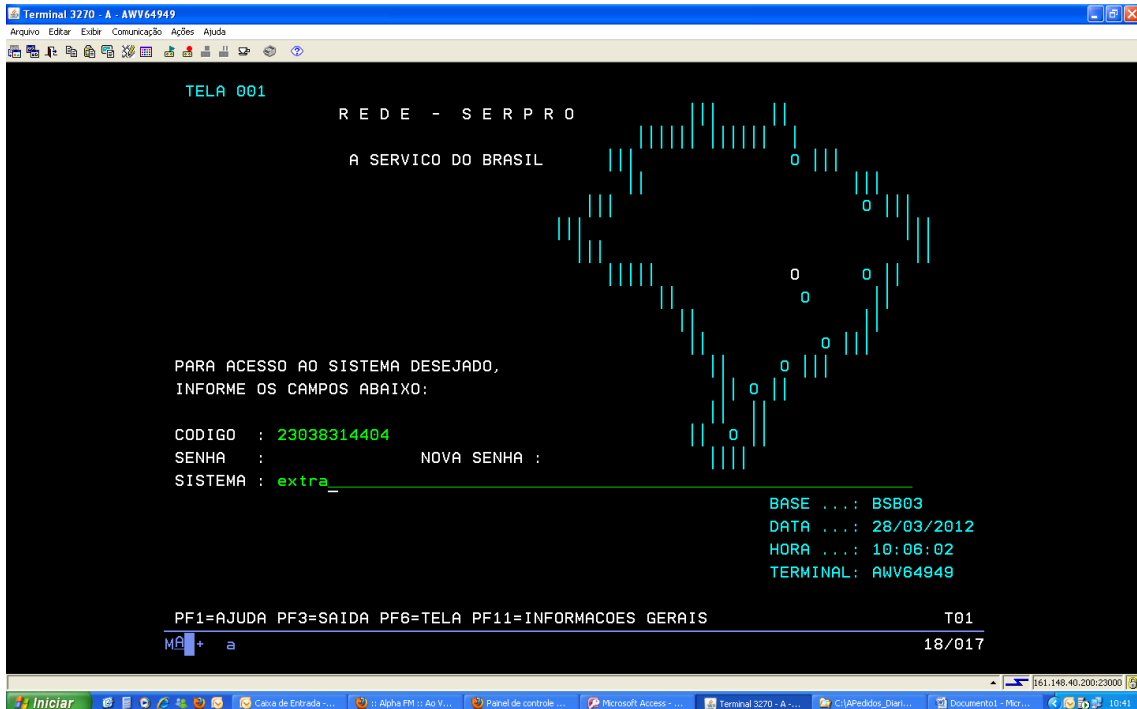 Terminal 3270 - A - AWV64949
Arquivo Editar Exibir Comunicação Ações Ajuda
TELA 001
R E D E - S E R P R O
A SERVICO DO BRASIL
PARA ACESSO AO SISTEMA DESEJADO,
INFORME OS CAMPOS ABAIXO:
CODIGO : 23038314404
SENHA : NOVA SENHA :
SISTEMA : extra
BASE ...: BSB03
DATA ...: 28/03/2012
HORA ...: 10:06:02
TERMINAL: AWV64949
PF1=AJUDA PF3=SAIDA PF6=TELA PF11=INFORMACOES GERAIS T01
MA + a 18/017
161.148.40.200:23000
Iniciar Caixa de Entrada -... :: Alpha FM :: Ao V... Painel de controle ... Microsoft Access - ... Terminal 3270 - A -... C:\APedidos_Diari... Documento1 - Micr... 10:41